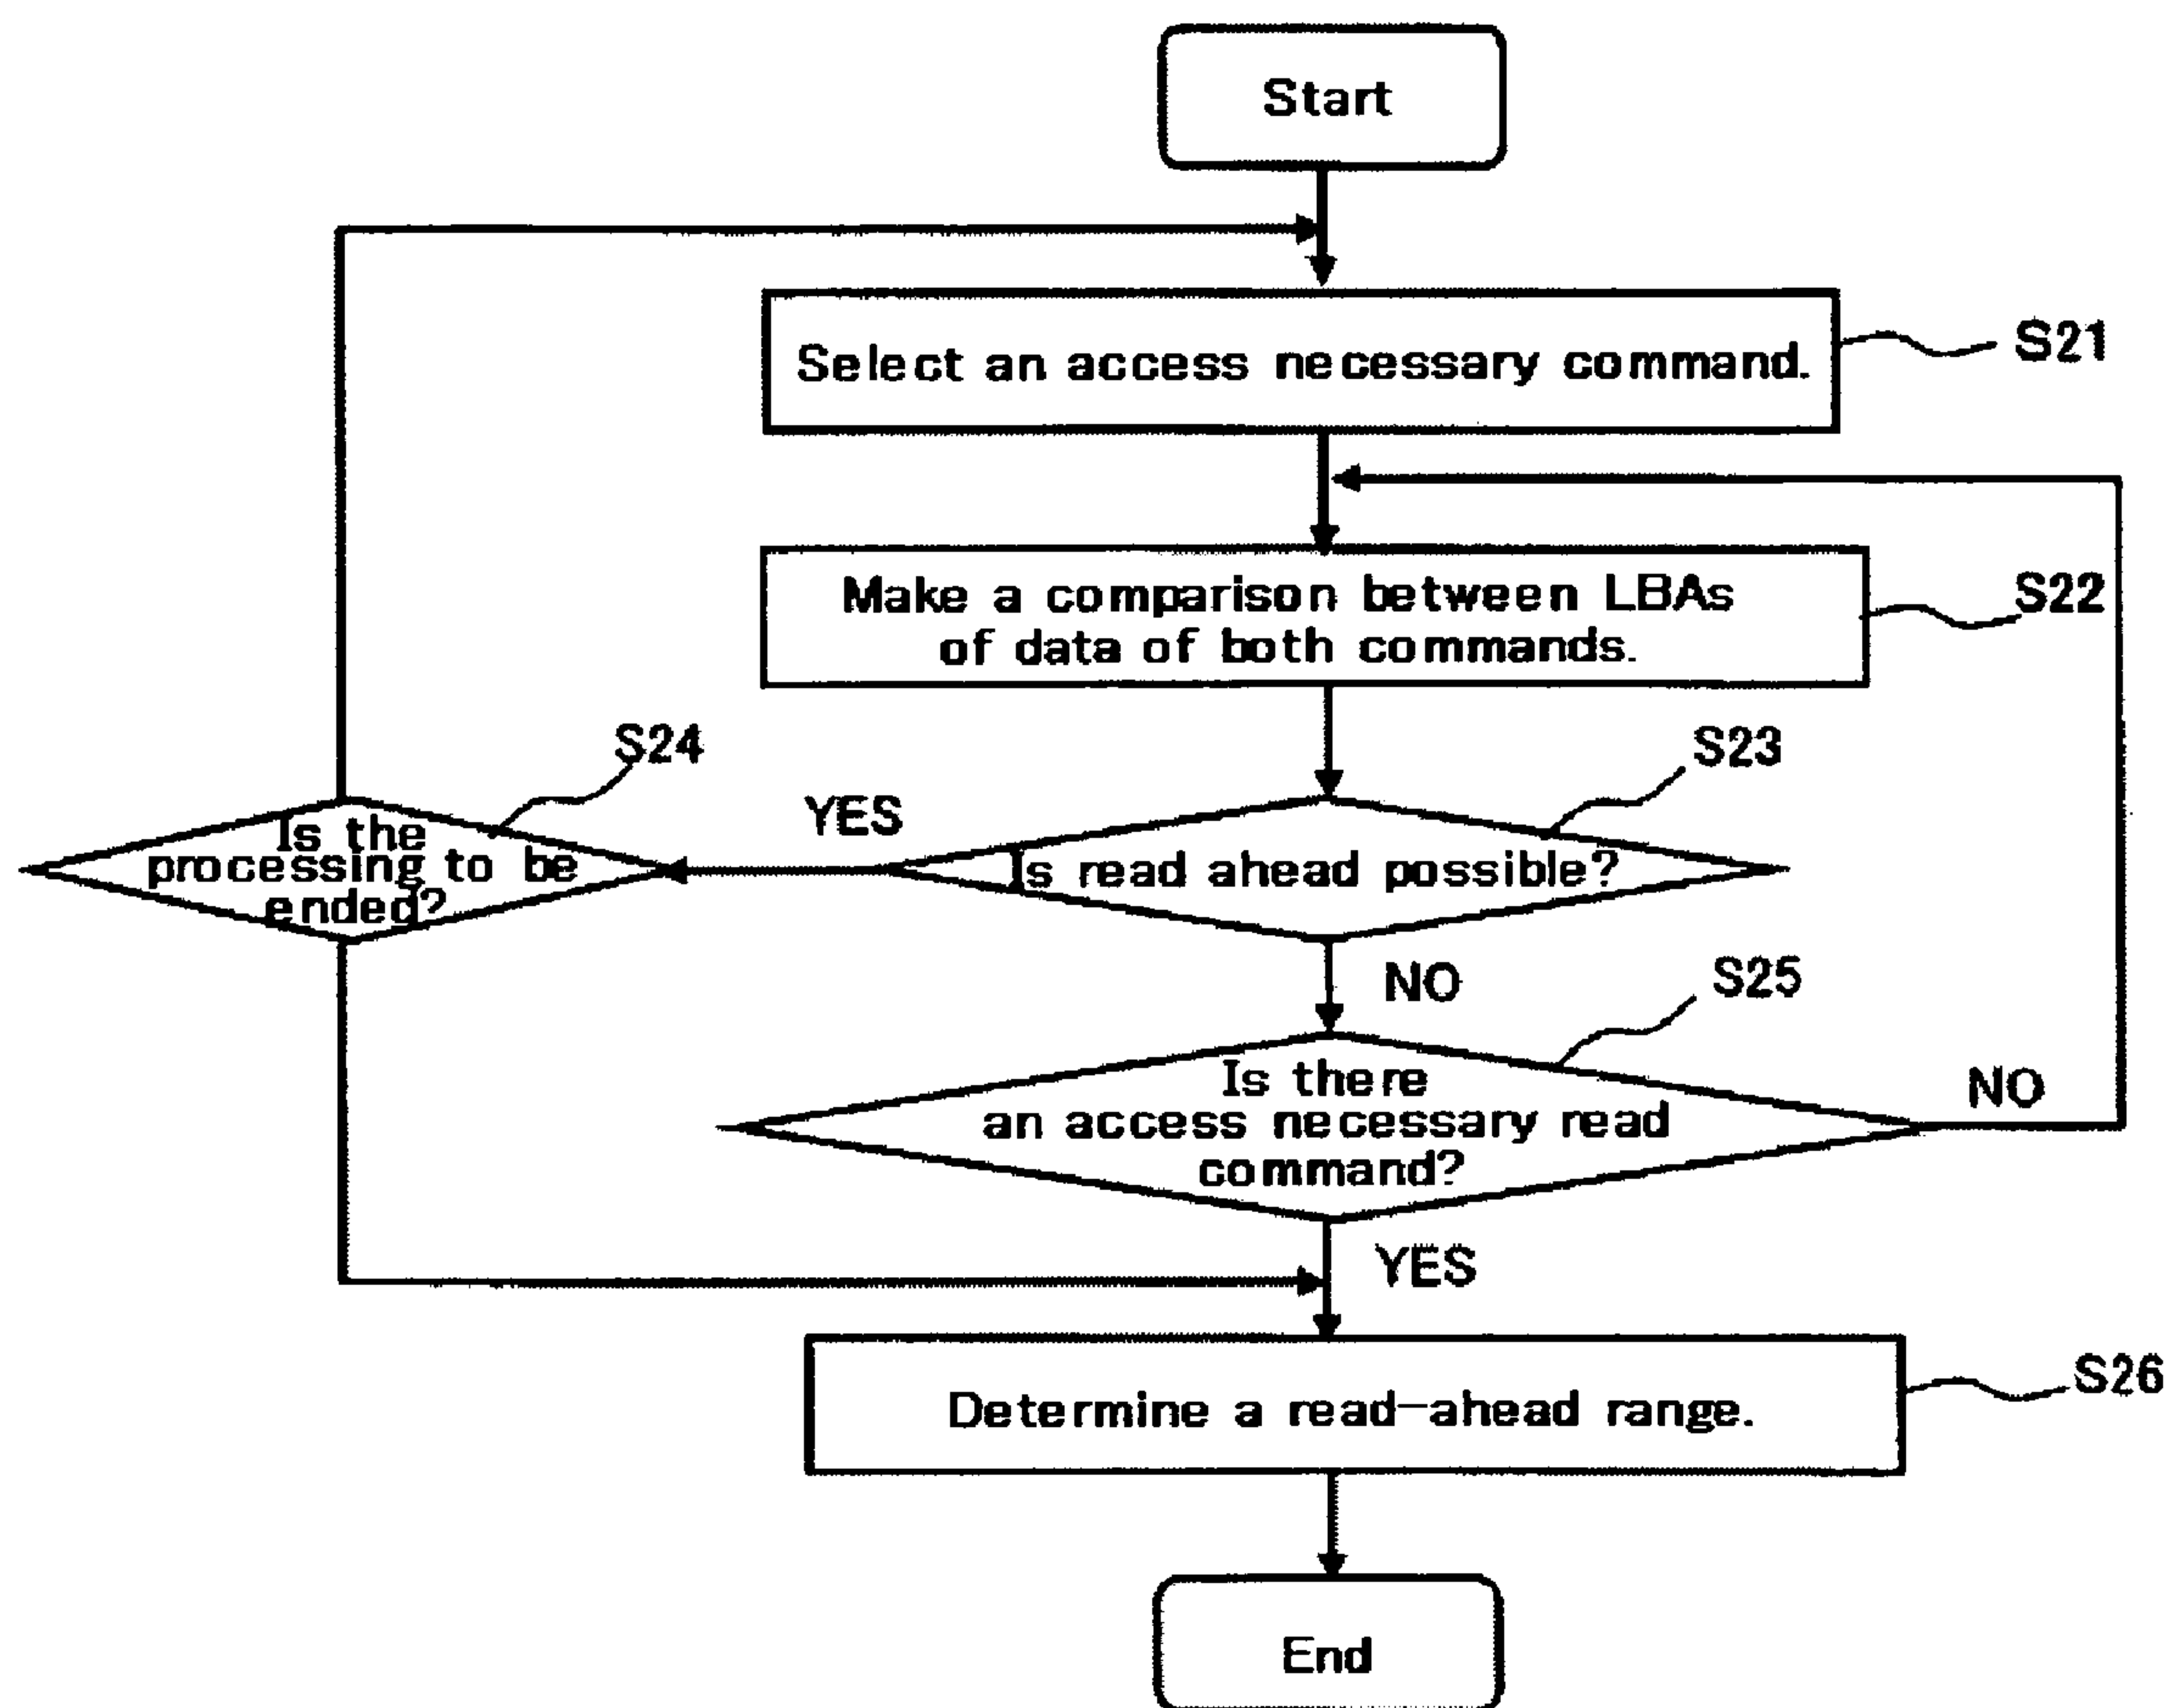 Start
Select an access necessary command.
S21
Make a comparison between LBAs
of data of both commands.
S22
S24
S23
Is the
processing to be
ended?
YES
Is read ahead possible?
NO
S25
Is there
an access necessary read
command?
NO
YES
Determine a read-ahead range.
S26
End